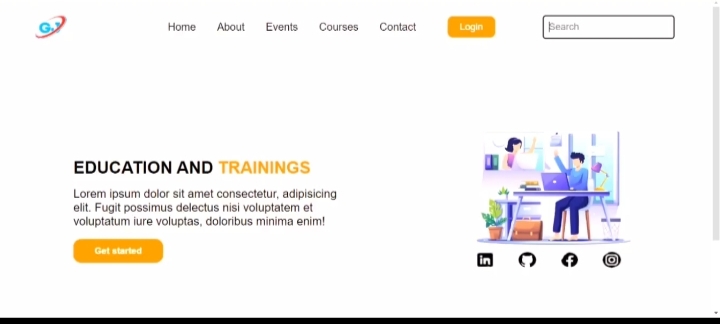 Home About Events Courses Contact Login Search
EDUCATION AND TRAININGS
Lorem ipsum dolor sit amet consectetur, adipisicing
elit. Fugit possimus delectus nisi voluptatem et
voluptatum iure voluptas, doloribus minima enim!
Get started